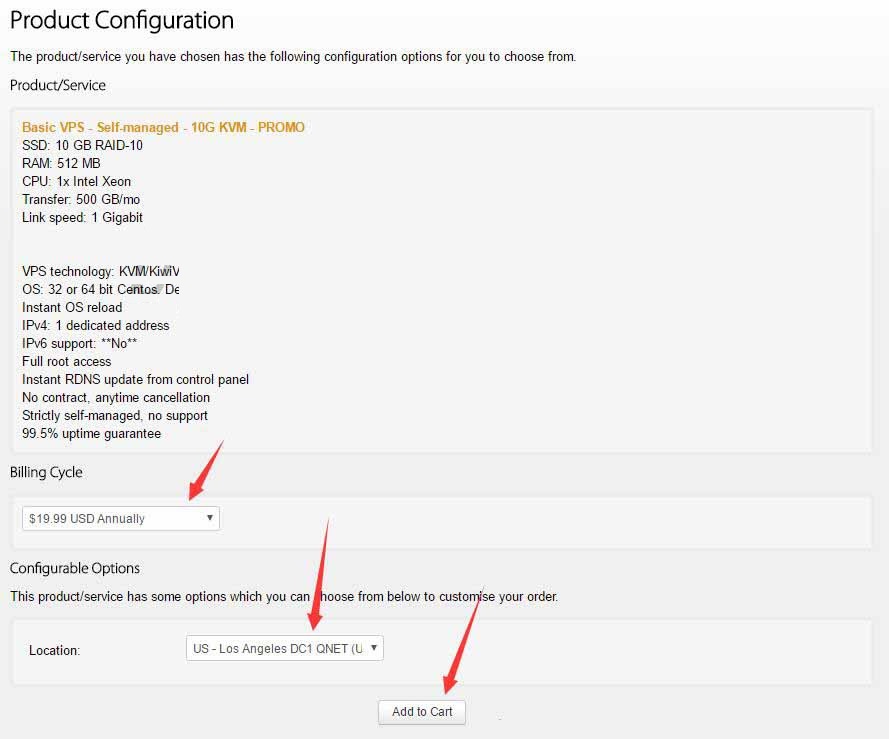 Product Configuration
The product/service you have chosen has the following configuration options for you to choose from.
Product/Service
Basic VPS - Self-managed - 10G KVM - PROMO
SSD: 10 GB RAID-10
RAM: 512 MB
CPU: 1x Intel Xeon
Transfer: 500 GB/mo
Link speed: 1 Gigabit
VPS technology: KVM/KiwiV
OS: 32 or 64 bit Centos De
Instant OS reload
IPv4: 1 dedicated address
IPv6 support: **No**
Full root access
Instant RDNS update from control panel
No contract, anytime cancellation
Strictly self-managed, no support
99.5% uptime guarantee
Billing Cycle
$19.99 USD Annually
Configurable Options
This product/service has some options which you can choose from below to customise your order.
Location:
US - Los Angeles DC1 QNET (U
Add to Cart